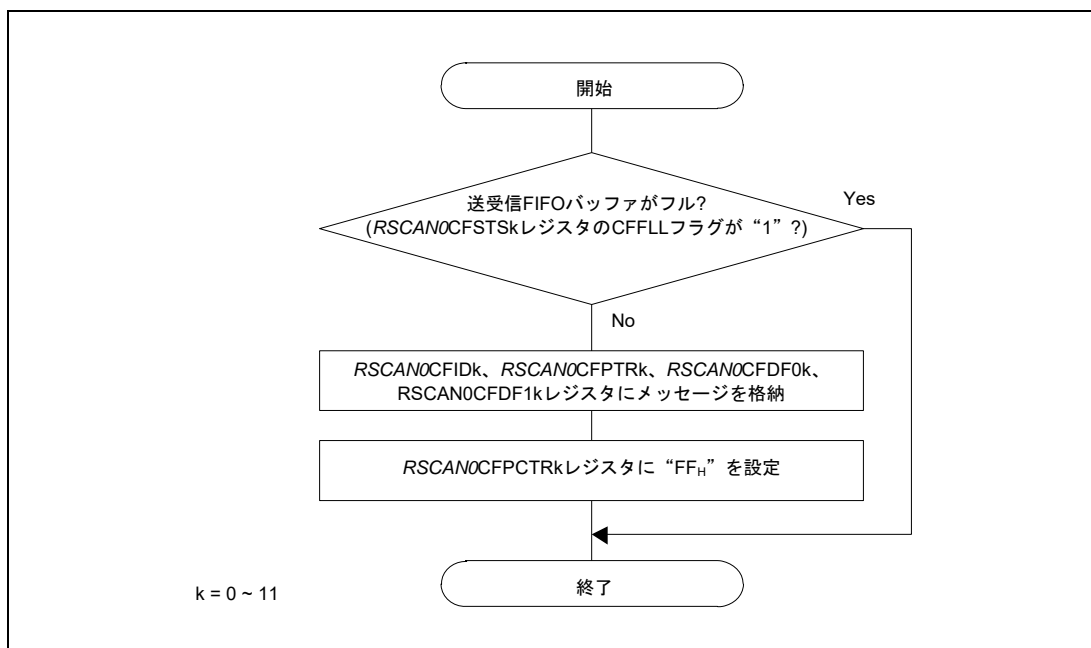 開始
送受信FIFOバッファがフル?
(RSCAN0CFSTSkレジスタのCFFLLフラグが“1”?)
Yes
No
RSCAN0CFIDk、RSCAN0CFPTRk、RSCAN0CFDF0k、
RSCAN0CFDF1kレジスタにメッセージを格納
RSCAN0CFPCTRkレジスタに“FFH”を設定
終了
k = 0 ~ 11